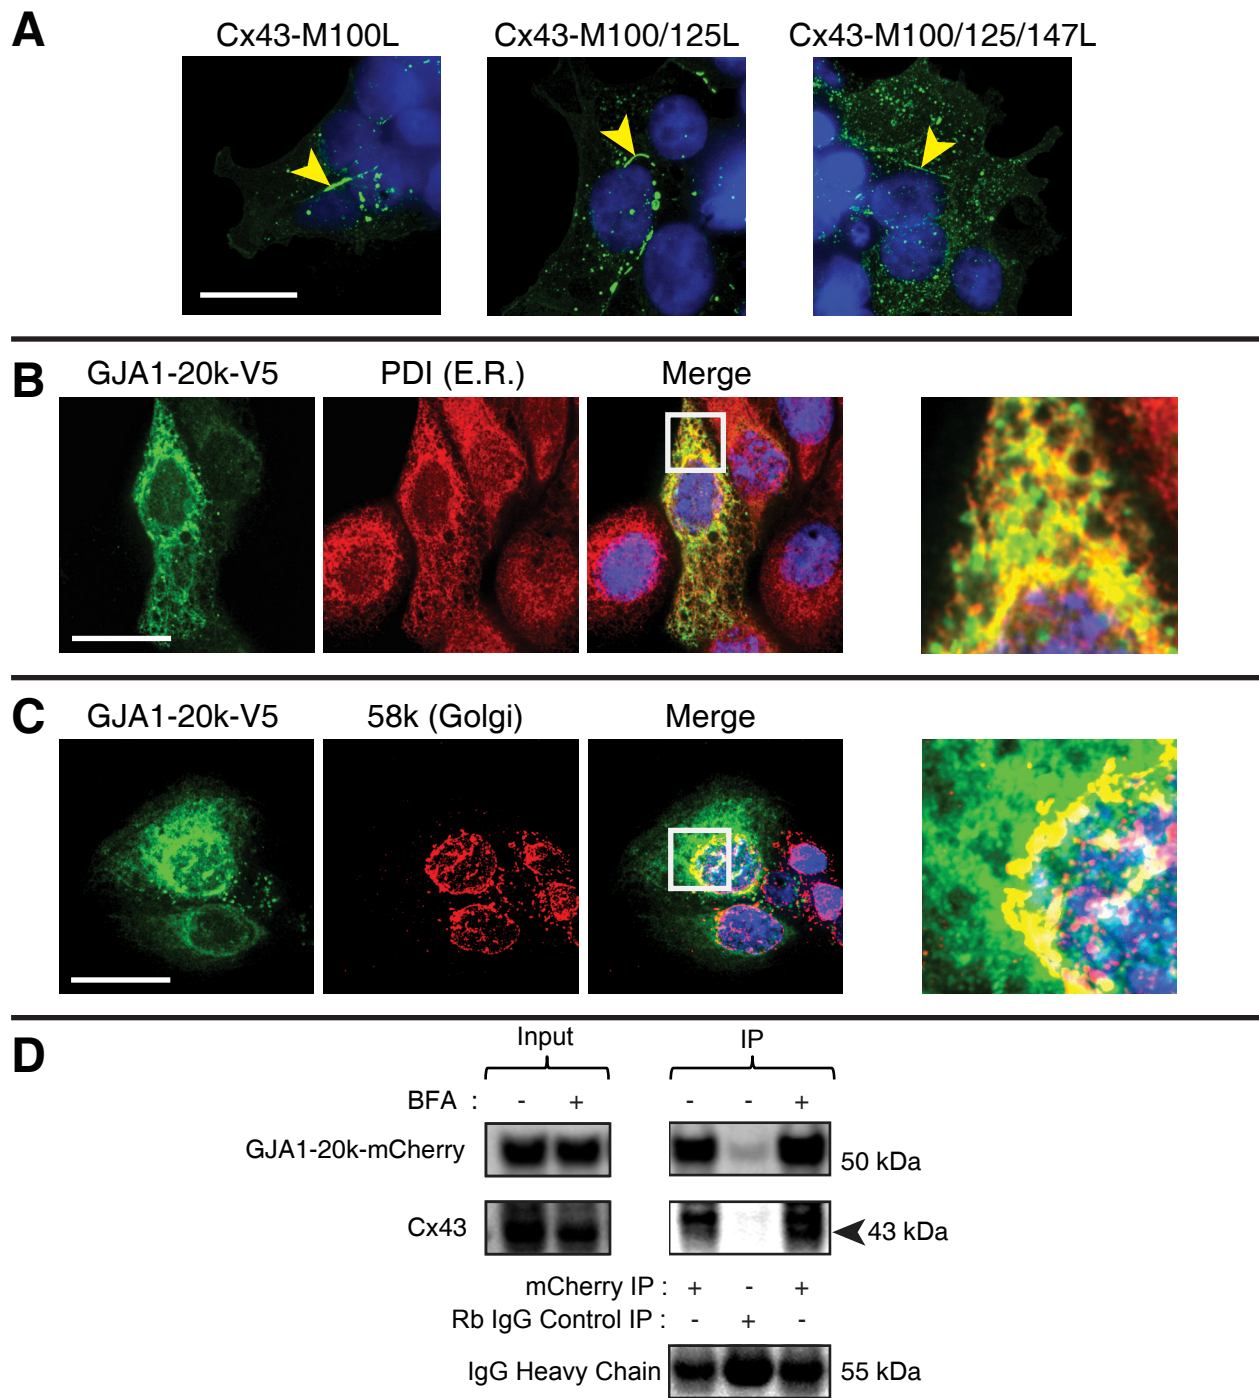 A
Cx43-M100L Cx43-M100/125L Cx43-M100/125/147L
B
GJA1-20k-V5 PDI (E.R.) Merge
C
GJA1-20k-V5 58k (Golgi) Merge
D
Input IP
BFA : - + - - +
GJA1-20k-mCherry 50 kDa
Cx43 43 kDa
mCherry IP : + - +
Rb IgG Control IP : - + -
IgG Heavy Chain 55 kDa